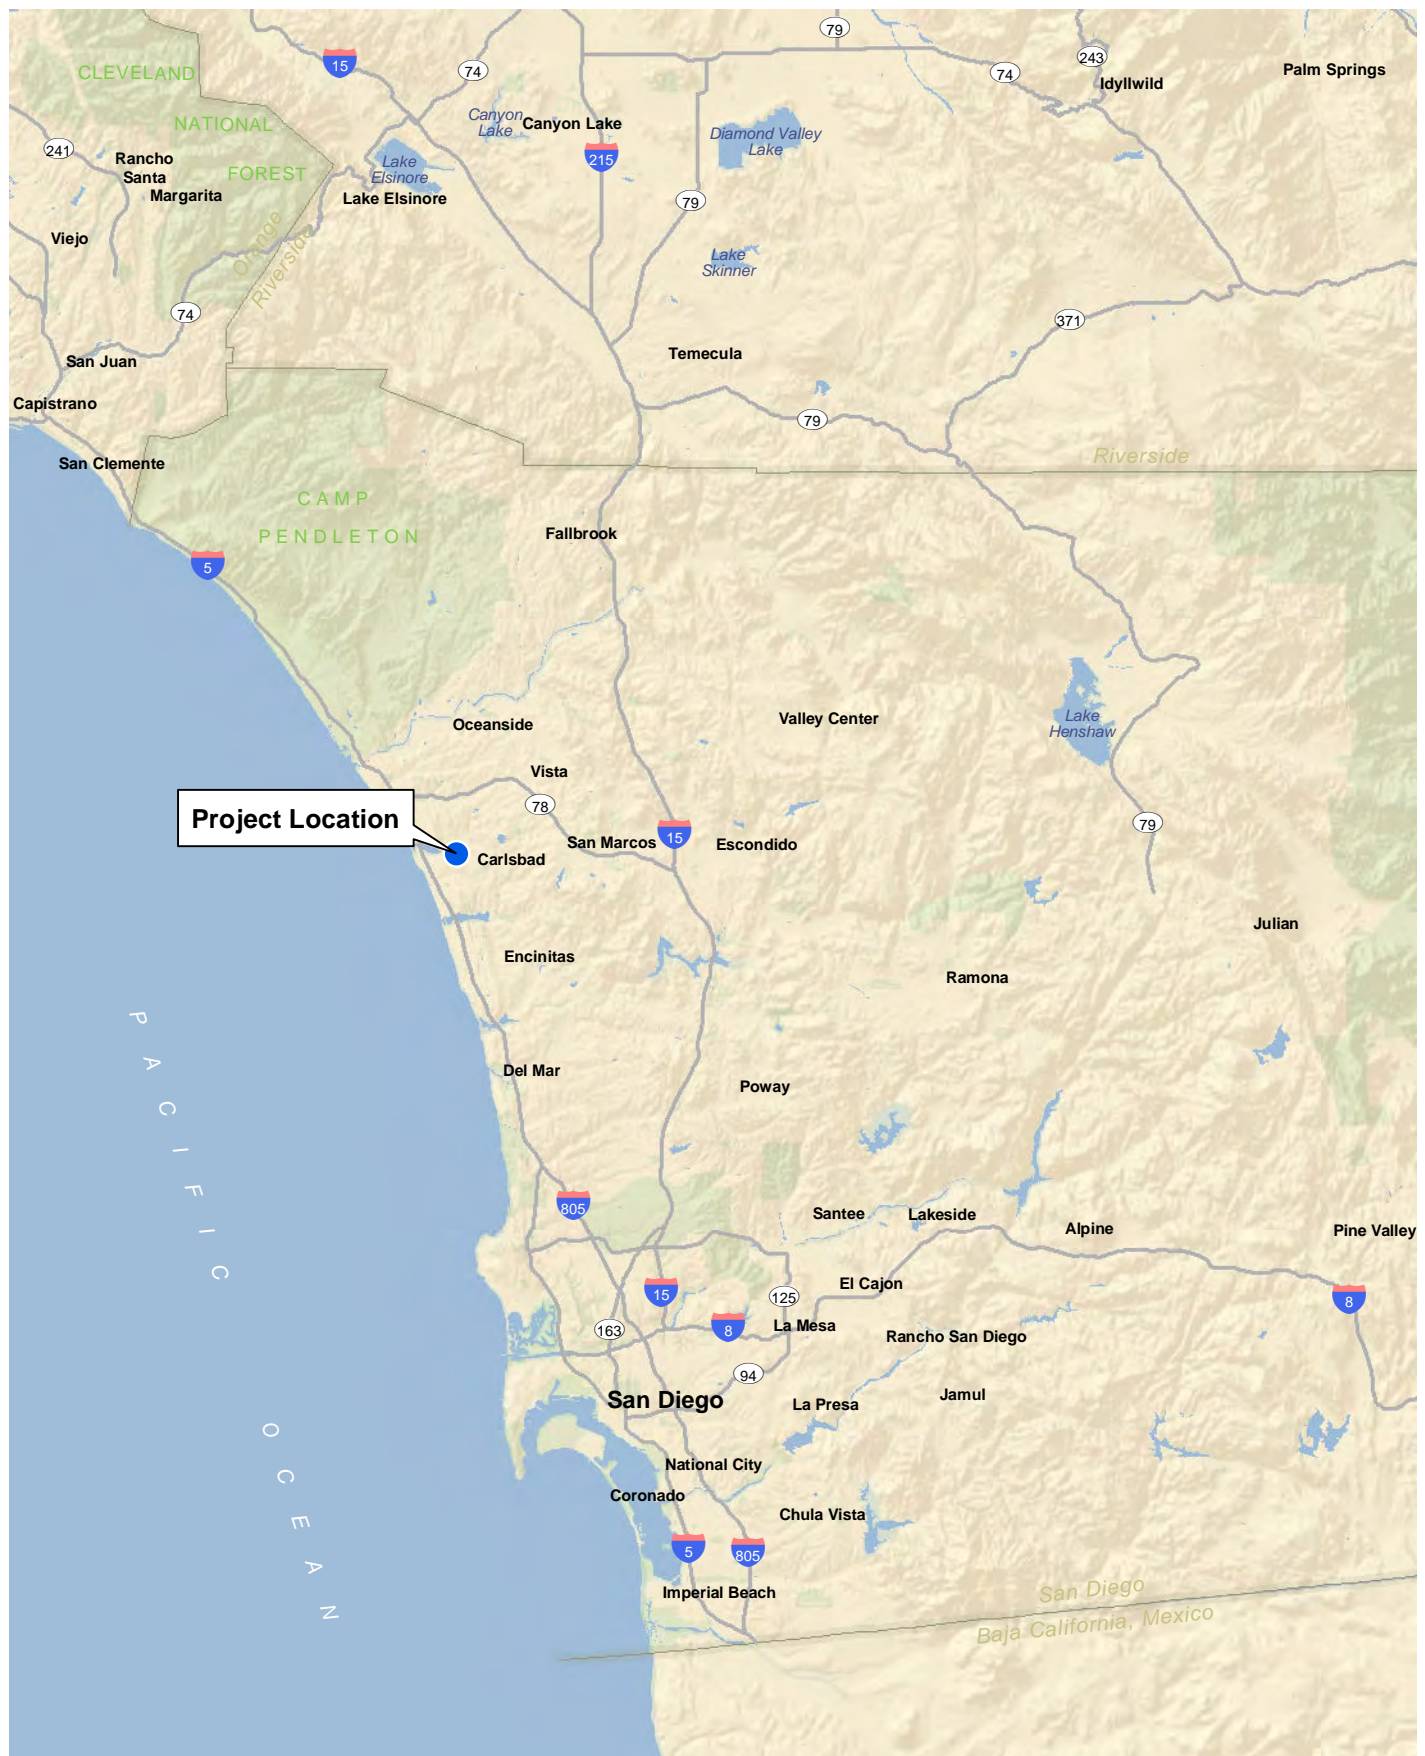 79
15
74
74
243
Idyllwild
Palm Springs
CLEVELAND
NATIONAL
FOREST
Canyon
Lake
Canyon Lake
Diamond Valley
Lake
241
Rancho
Santa
Margarita
Lake
Elsinore
Lake Elsinore
215
79
Viejo
Orange
Riverside
Lake
Skinner
74
371
San Juan
Capistrano
Temecula
79
San Clemente
Riverside
CAMP
PENDLETON
Fallbrook
5
Oceanside
Valley Center
Lake
Henshaw
Vista
78
Project Location
Carlsbad
San Marcos
15
Escondido
79
Julian
Encinitas
Ramona
Del Mar
Poway
PACIFIC
OCEAN
805
Santee
Lakeside
Alpine
Pine Valley
El Cajon
15
125
8
163
8
La Mesa
Rancho San Diego
94
San Diego
La Presa
Jamul
National City
Coronado
Chula Vista
5
805
Imperial Beach
San Diego
Baja California, Mexico